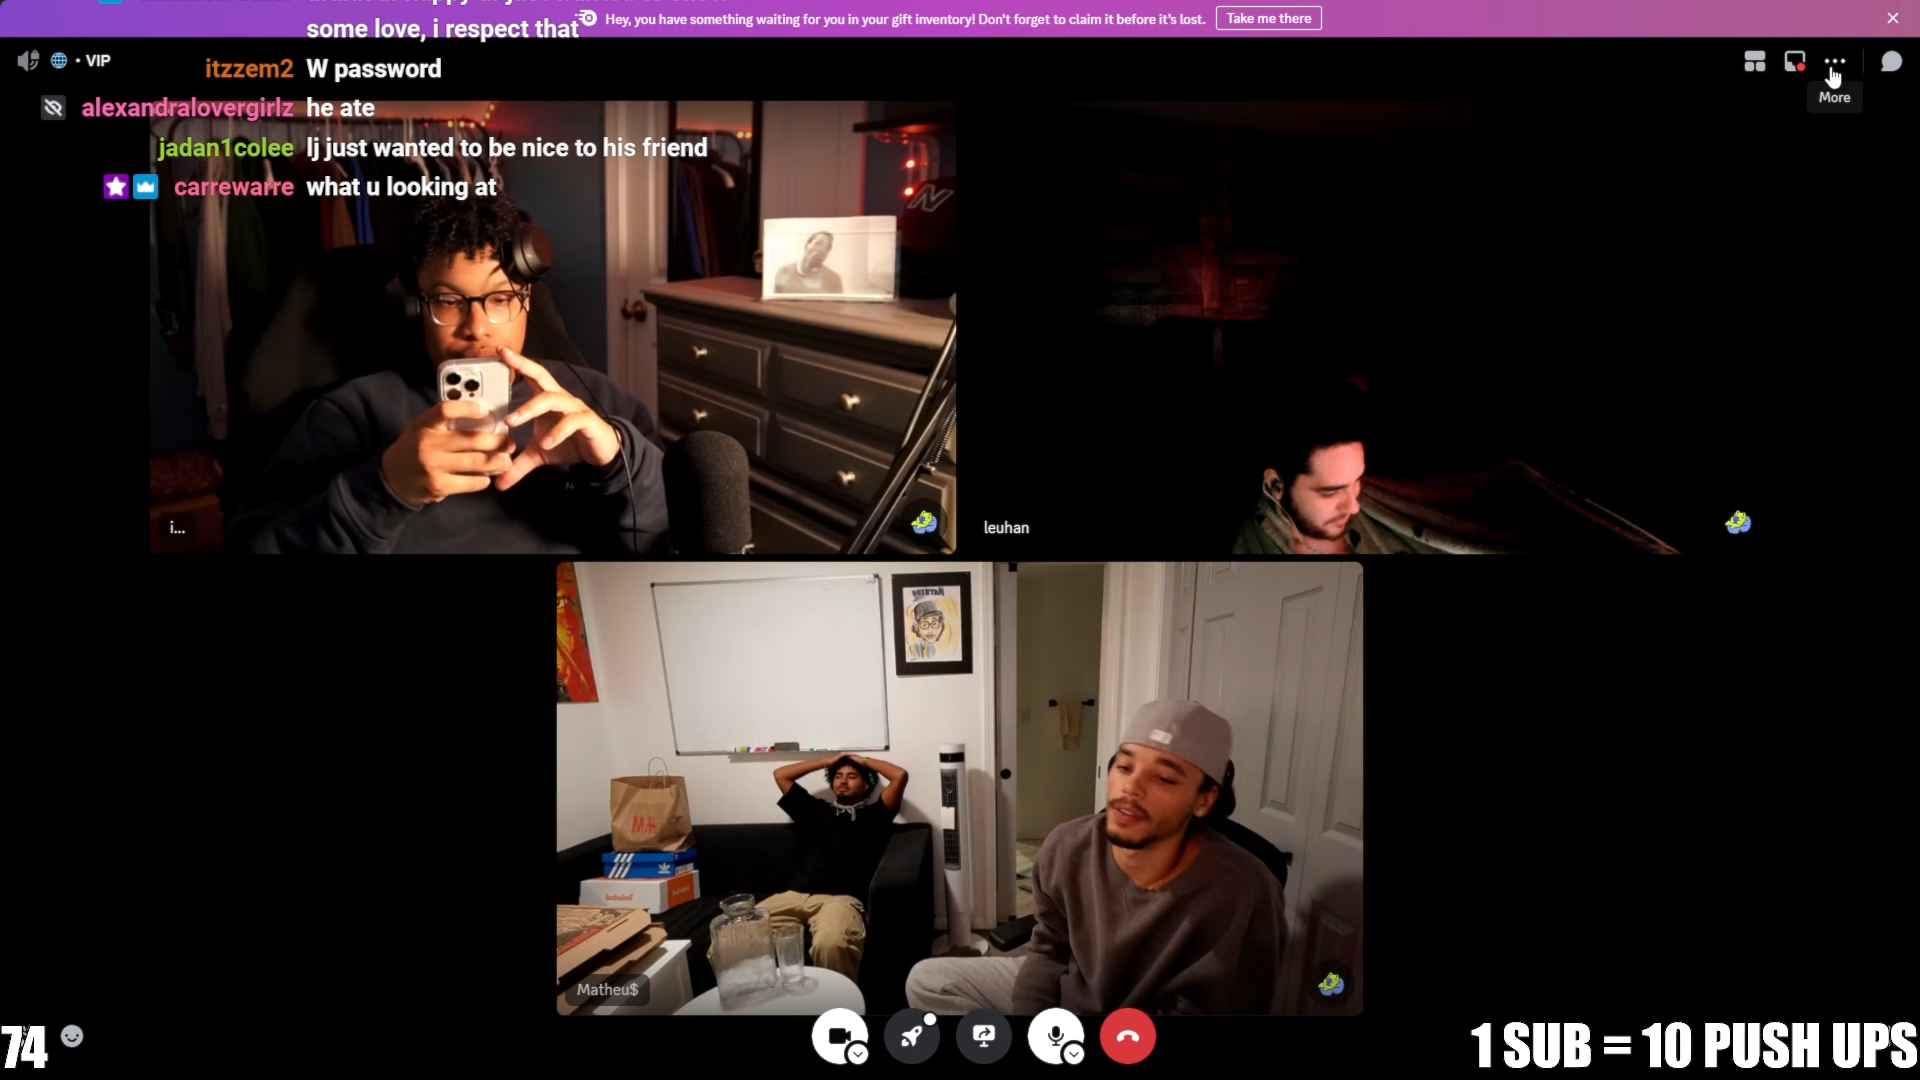 Hey, you have something waiting for you in your gift inventory! Don't forget to claim it before it's lost. Take me there
some love, i respect that
VIP
itzzem2 W password
More
alexandralovergirlz he ate
jadan1colee lj just wanted to be nice to his friend
carrewarre what u looking at
i...
leuhan
M&H
Matheu$
74
1 SUB = 10 PUSH UPS